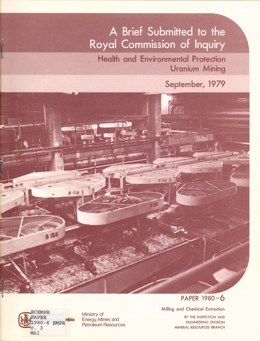 A Brief Submitted to the
Royal Commission of Inquiry
Health and Environmental Protection
Uranium Mining
September, 1979
PAPER 1980-6
Milling and Chemical Extraction
BY THE INSPECTION AND
ENGINEERING DIVISION
MINERAL RESOURCES BRANCH
Ministry of
Energy, Mines and
Petroleum Resources
BCEMPR
PAPER
1980-6 EMPR
MAI